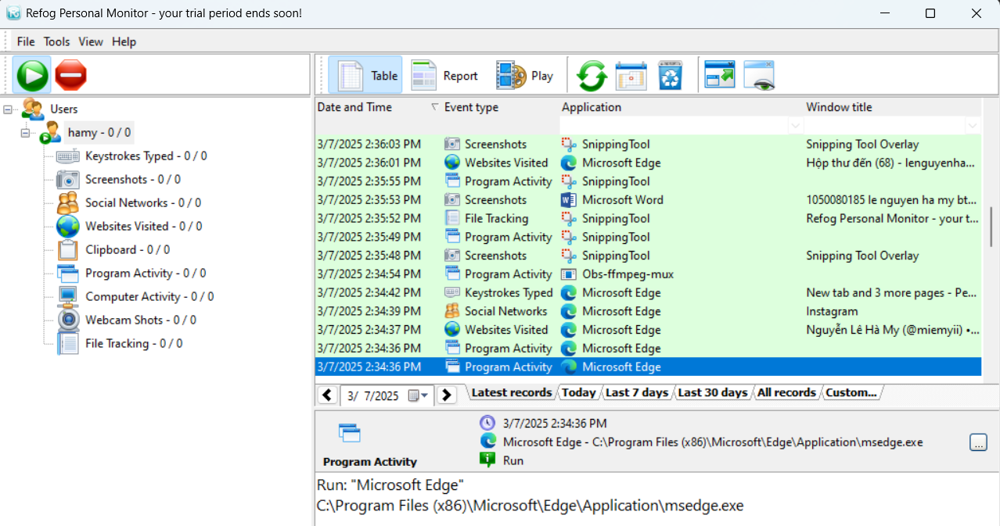 Refog Personal Monitor - your trial period ends soon!
File Tools View Help
Table Report Play
Users
hamy - 0 / 0
Keystrokes Typed - 0 / 0
Screenshots - 0 / 0
Social Networks - 0 / 0
Websites Visited - 0 / 0
Clipboard - 0 / 0
Program Activity - 0 / 0
Computer Activity - 0 / 0
Webcam Shots - 0 / 0
File Tracking - 0 / 0
Date and Time Event type Application Window title
3/7/2025 2:36:03 PM Screenshots SnippingTool Snipping Tool Overlay
3/7/2025 2:36:01 PM Websites Visited Microsoft Edge Hộp thư đến (68) - lenguyenha...
3/7/2025 2:35:55 PM Program Activity SnippingTool
3/7/2025 2:35:53 PM Screenshots Microsoft Word 1050080185 le nguyen ha my bt...
3/7/2025 2:35:52 PM File Tracking SnippingTool Refog Personal Monitor - your t...
3/7/2025 2:35:49 PM Program Activity SnippingTool
3/7/2025 2:35:48 PM Screenshots SnippingTool Snipping Tool Overlay
3/7/2025 2:34:54 PM Program Activity Obs-ffmpeg-mux
3/7/2025 2:34:42 PM Keystrokes Typed Microsoft Edge New tab and 3 more pages - Pe...
3/7/2025 2:34:39 PM Social Networks Microsoft Edge Instagram
3/7/2025 2:34:37 PM Websites Visited Microsoft Edge Nguyễn Lê Hà My (@miemyii) •...
3/7/2025 2:34:36 PM Program Activity Microsoft Edge
3/7/2025 2:34:36 PM Program Activity Microsoft Edge
3/ 7/2025 Latest records Today Last 7 days Last 30 days All records Custom...
3/7/2025 2:34:36 PM
Microsoft Edge - C:\Program Files (x86)\Microsoft\Edge\Application\msedge.exe ...
Program Activity Run
Run: "Microsoft Edge"
C:\Program Files (x86)\Microsoft\Edge\Application\msedge.exe